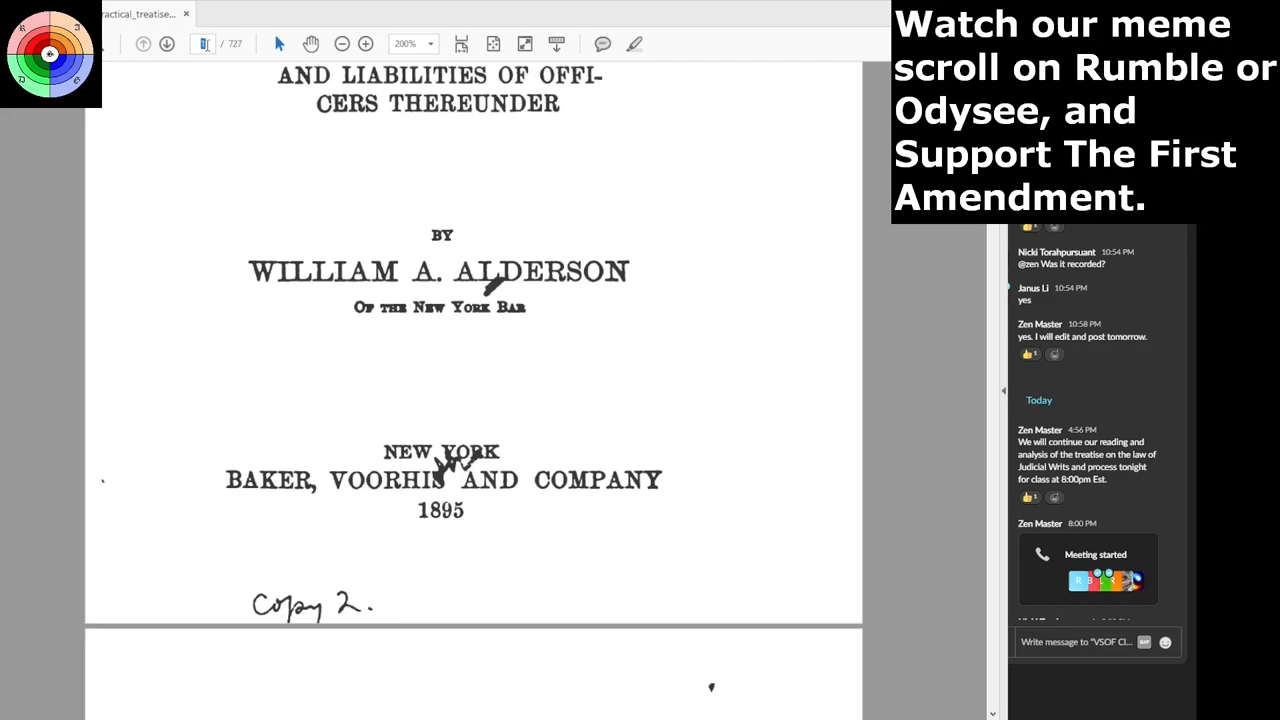 ractical_treatise...
/ 727
200%
AND LIABILITIES OF OFFI-
CERS THEREUNDER
BY
WILLIAM A. ALDERSON
OF THE NEW YORK BAR
NEW YORK
BAKER, VOORHIS AND COMPANY
1895
Copy 2.
Watch our meme
scroll on Rumble or
Odysee, and
Support The First
Amendment.
Nicki Torahpursuant 10:54 PM
@zen Was it recorded?
Janus Li 10:54 PM
yes
Zen Master 10:58 PM
yes. I will edit and post tomorrow.
Today
Zen Master 4:56 PM
We will continue our reading and
analysis of the treatise on the law of
Judicial Writs and process tonight
for class at 8:00pm Est.
Zen Master 8:00 PM
Meeting started
Write message to "VSOF Cl...
GIF